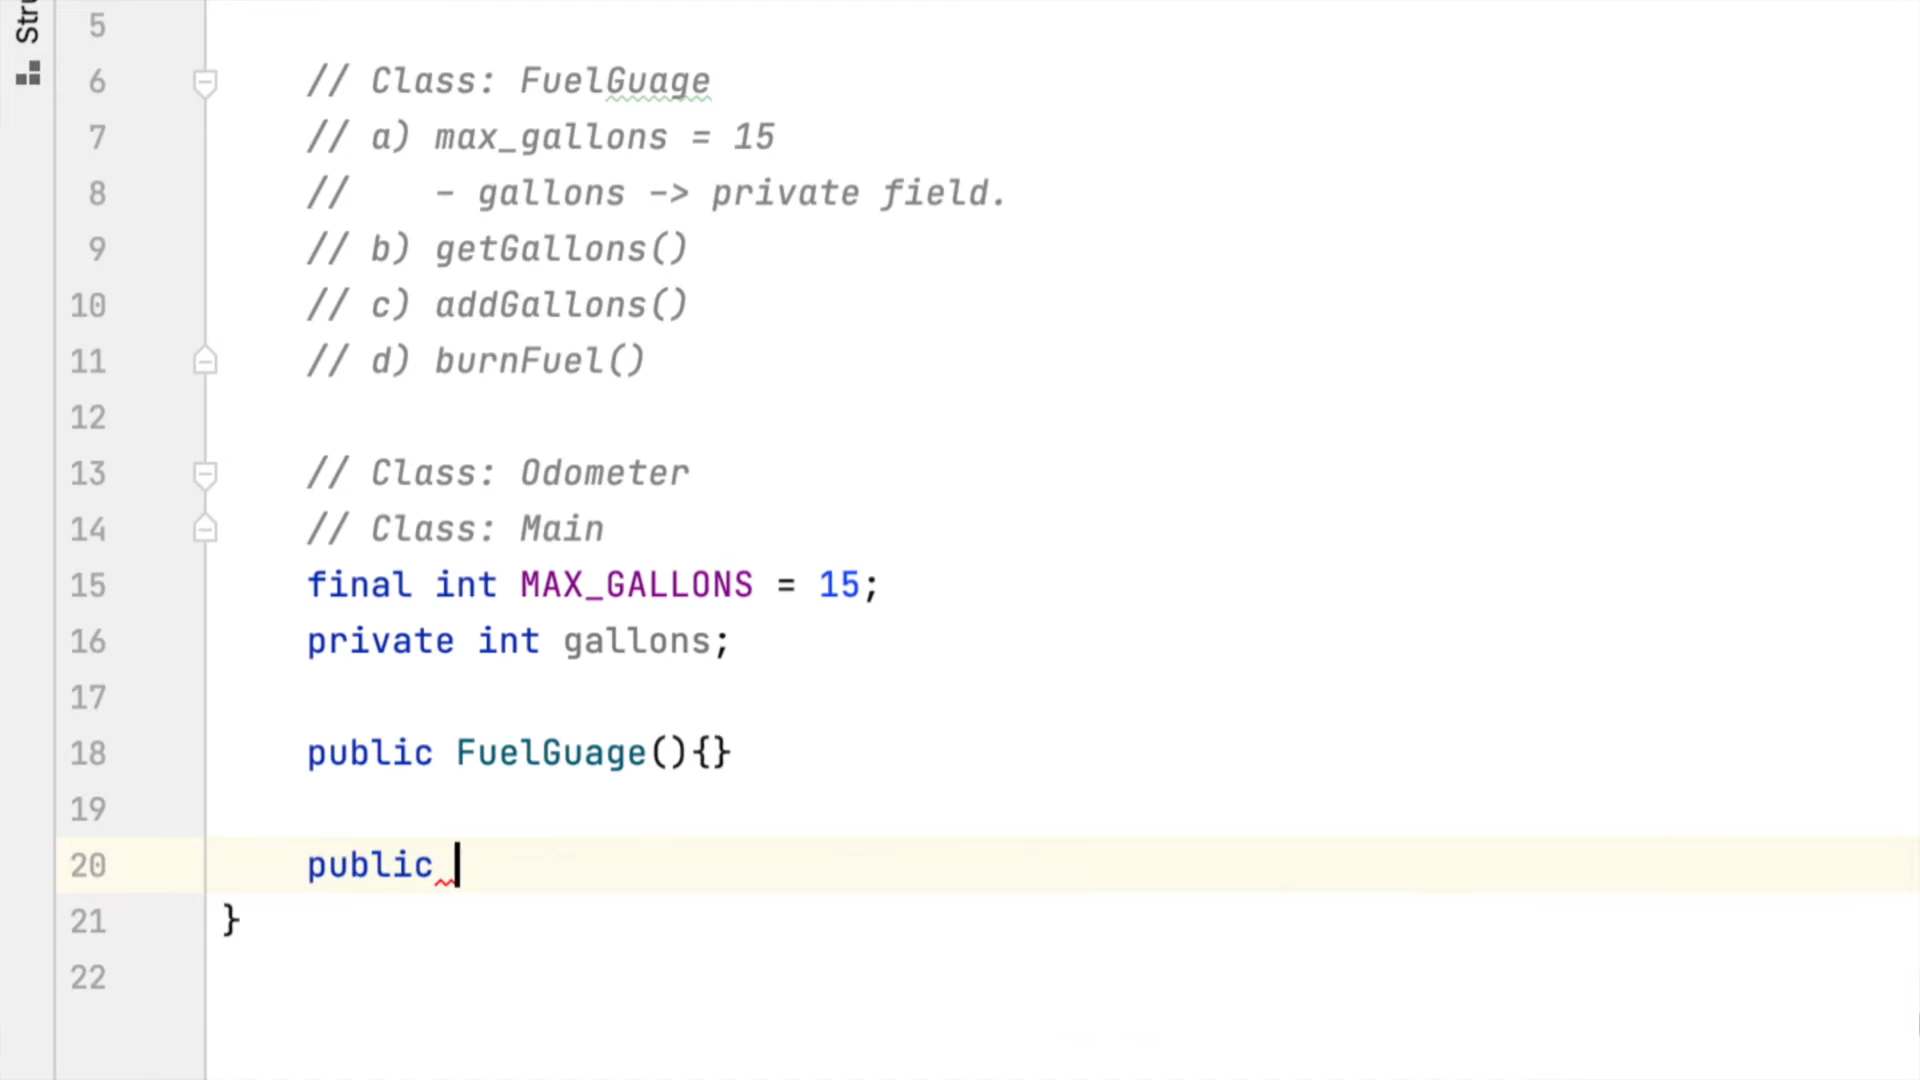 Stru
5
6 // Class: FuelGuage
7 // a) max_gallons = 15
8 //    - gallons -> private field.
9 // b) getGallons()
10 // c) addGallons()
11 // d) burnFuel()
12
13 // Class: Odometer
14 // Class: Main
15 final int MAX_GALLONS = 15;
16 private int gallons;
17
18 public FuelGuage(){}
19
20 public
21 }
22